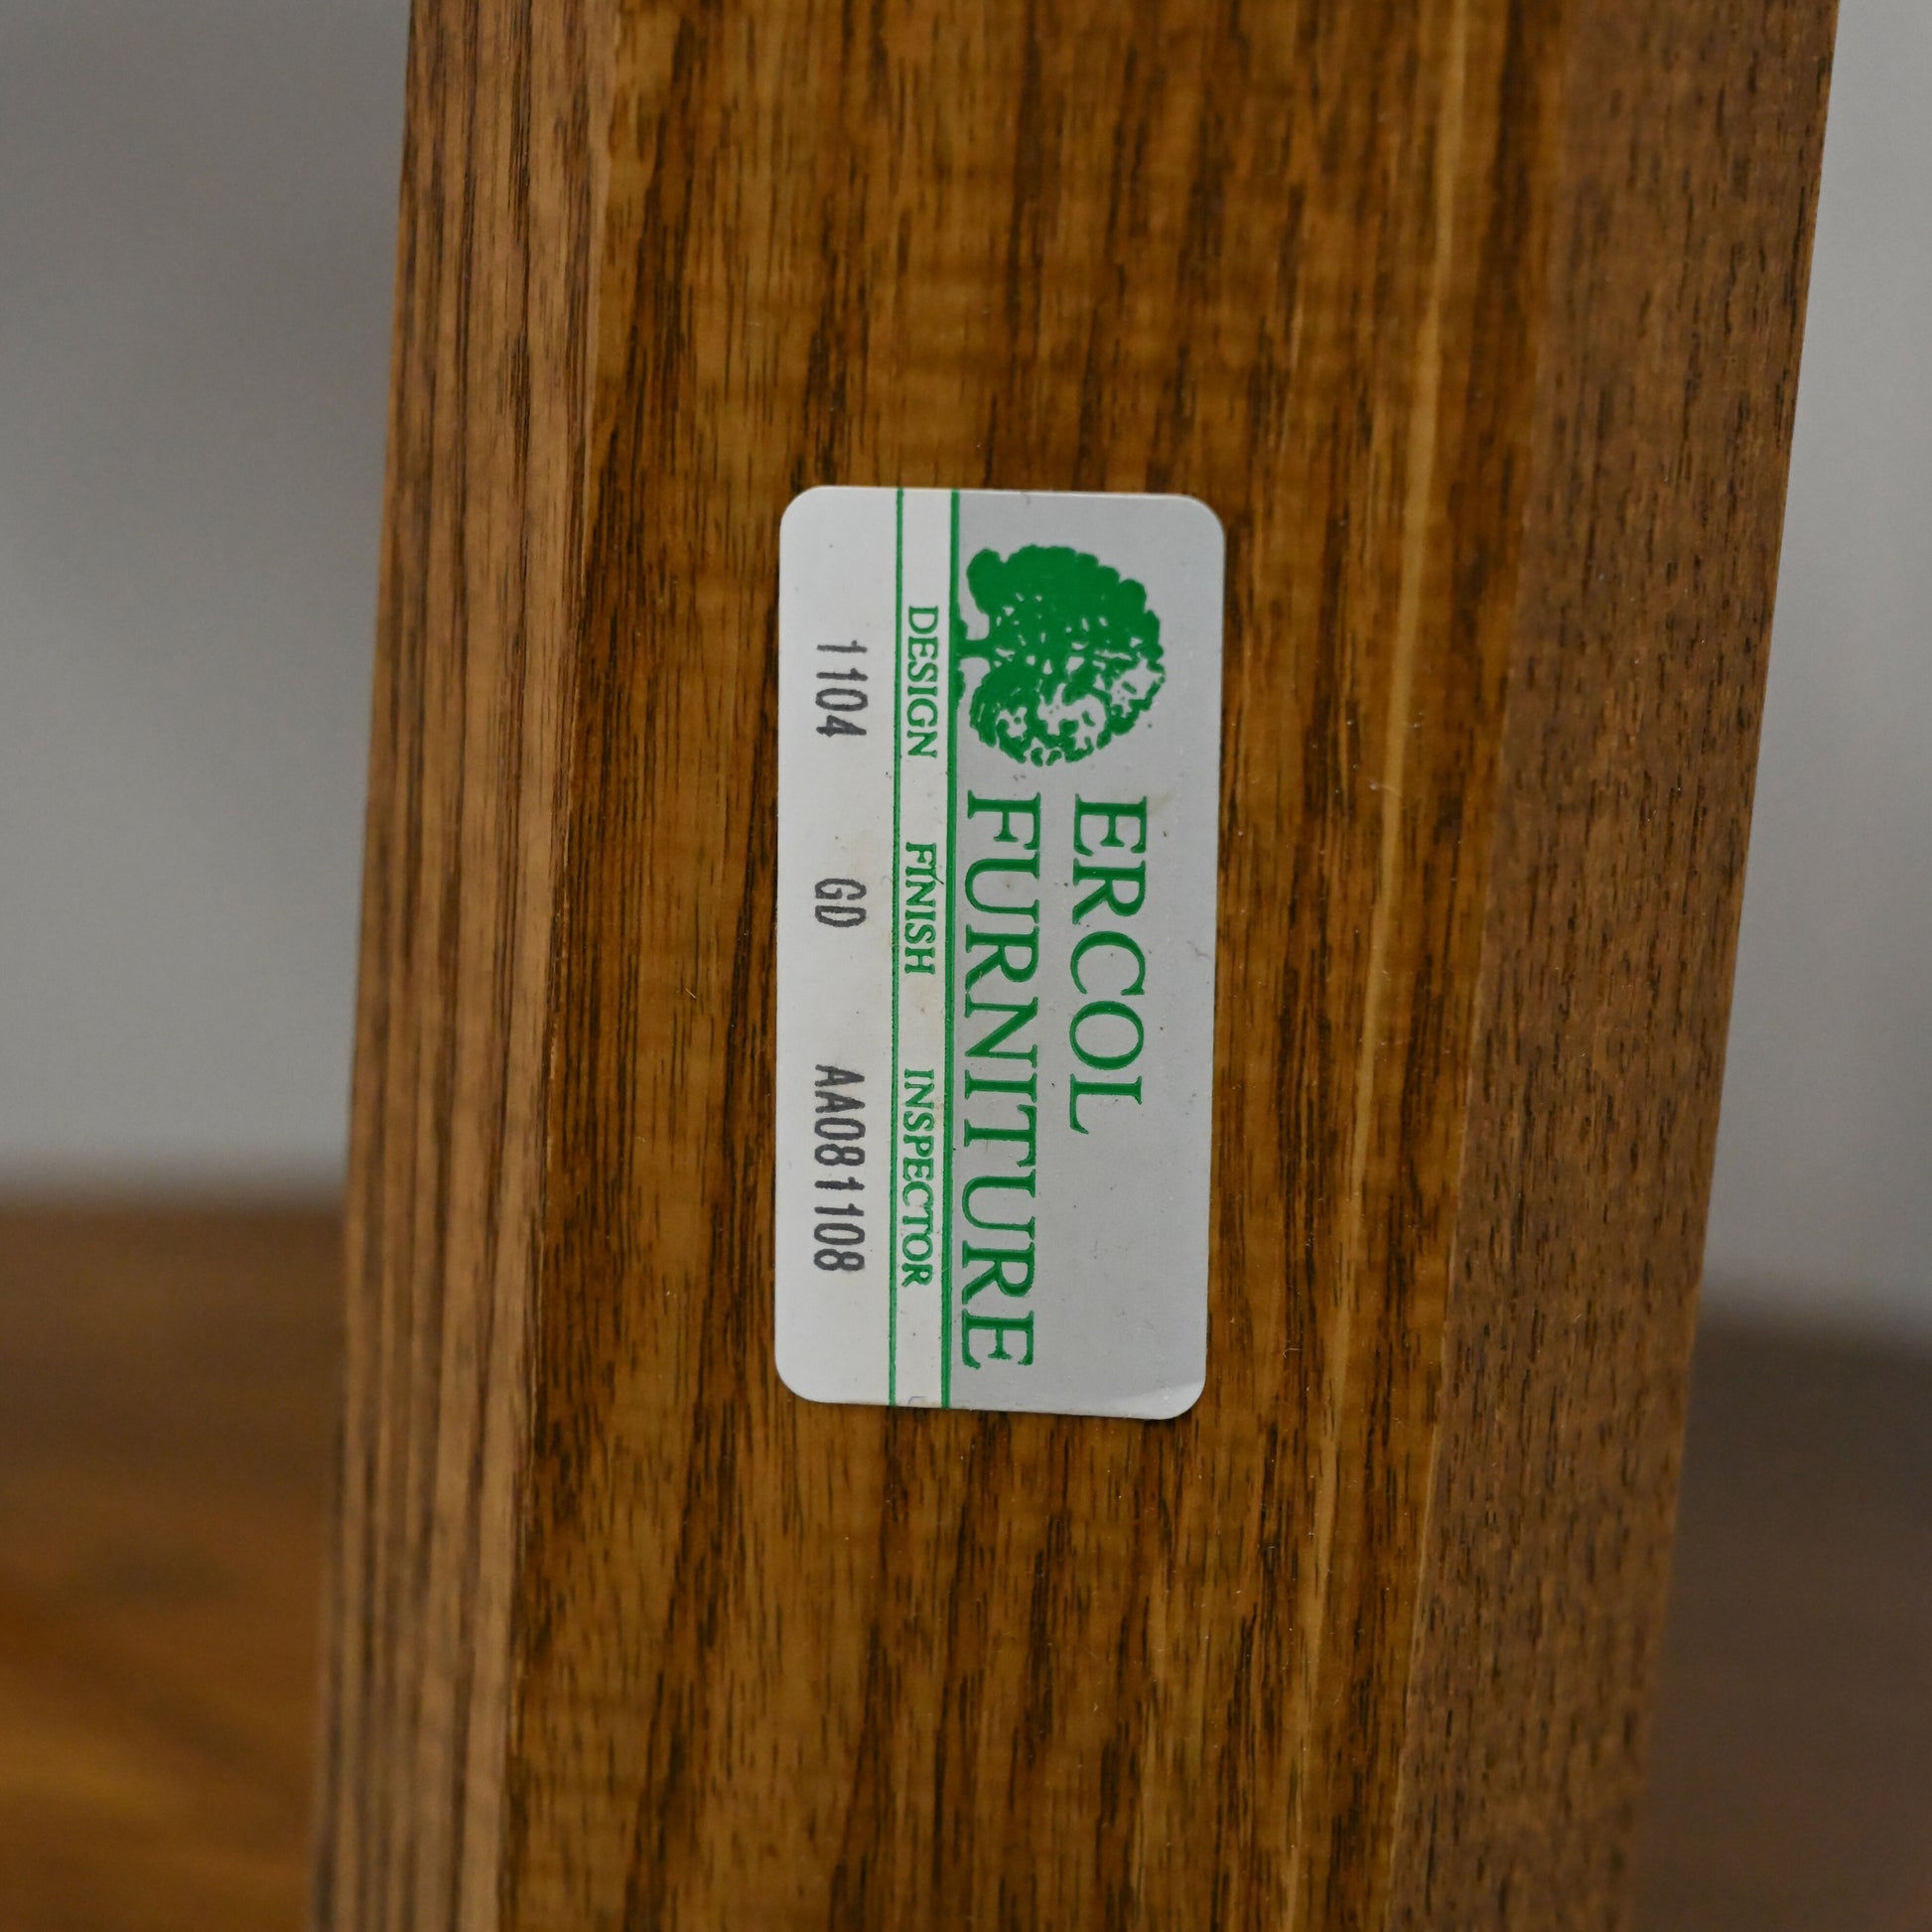 ERCOL
FURNITURE
DESIGN FINISH INSPECTOR
1104 GD AA081108